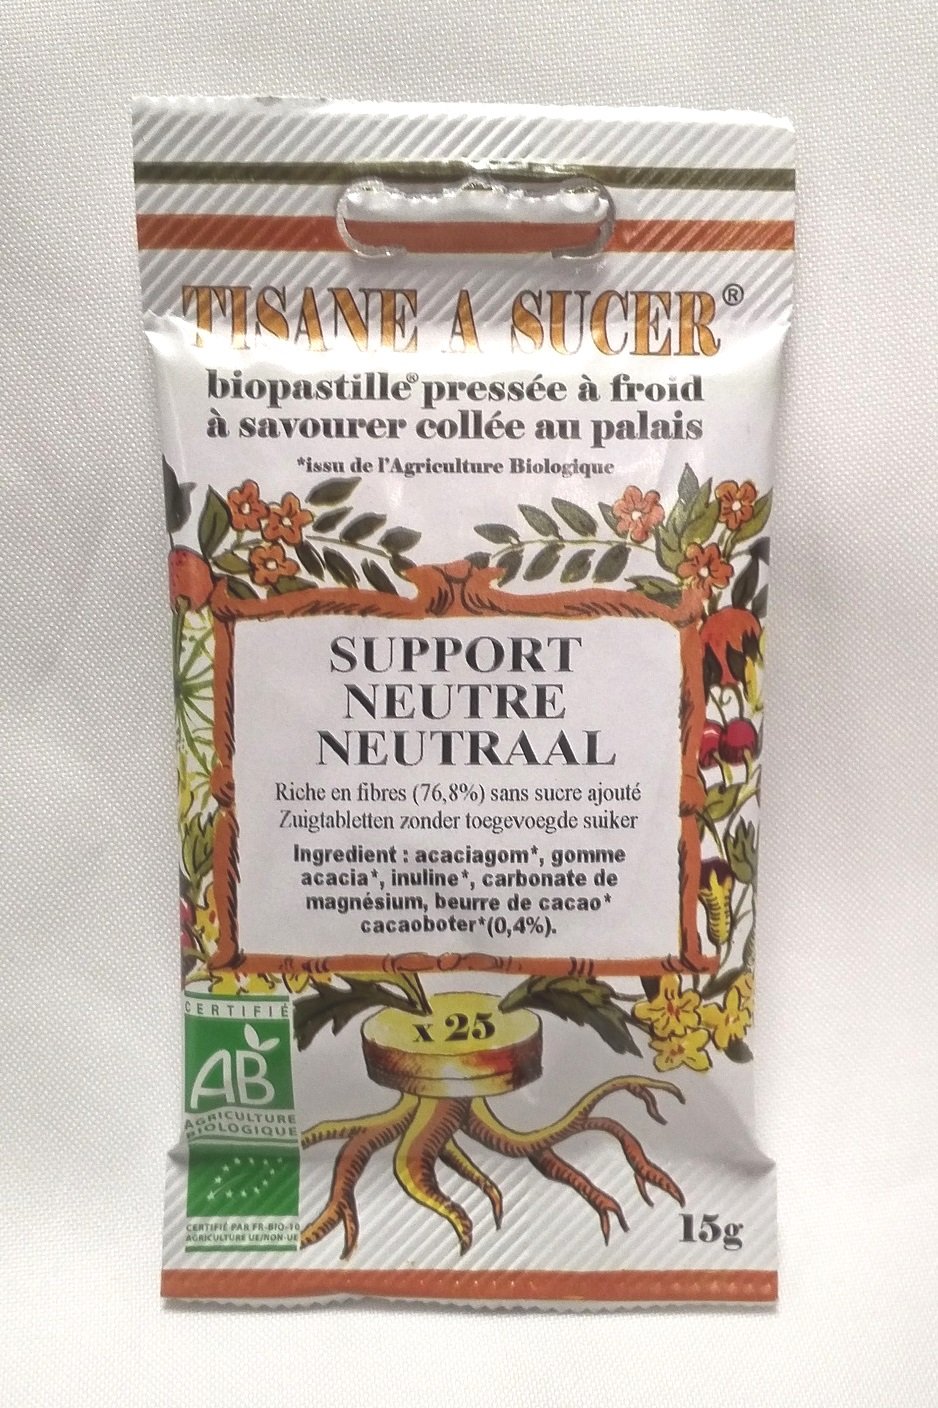 TISANE A SUCER®
biopastille® pressée à froid
à savourer collée au palais
*issu de l'Agriculture Biologique
SUPPORT
NEUTRE
NEUTRAAL
Riche en fibres (76,8%) sans sucre ajouté
Zuigtabletten zonder toegevoegde suiker
Ingredient : acaciagom*, gomme
acacia*, inuline*, carbonate de
magnésium, beurre de cacao*
cacaoboter*(0,4%).
x 25
CERTIFIÉ
AB
AGRICULTURE
BIOLOGIQUE
CERTIFIÉ PAR FR-BIO-10
AGRICULTURE UE/NON-UE
15g